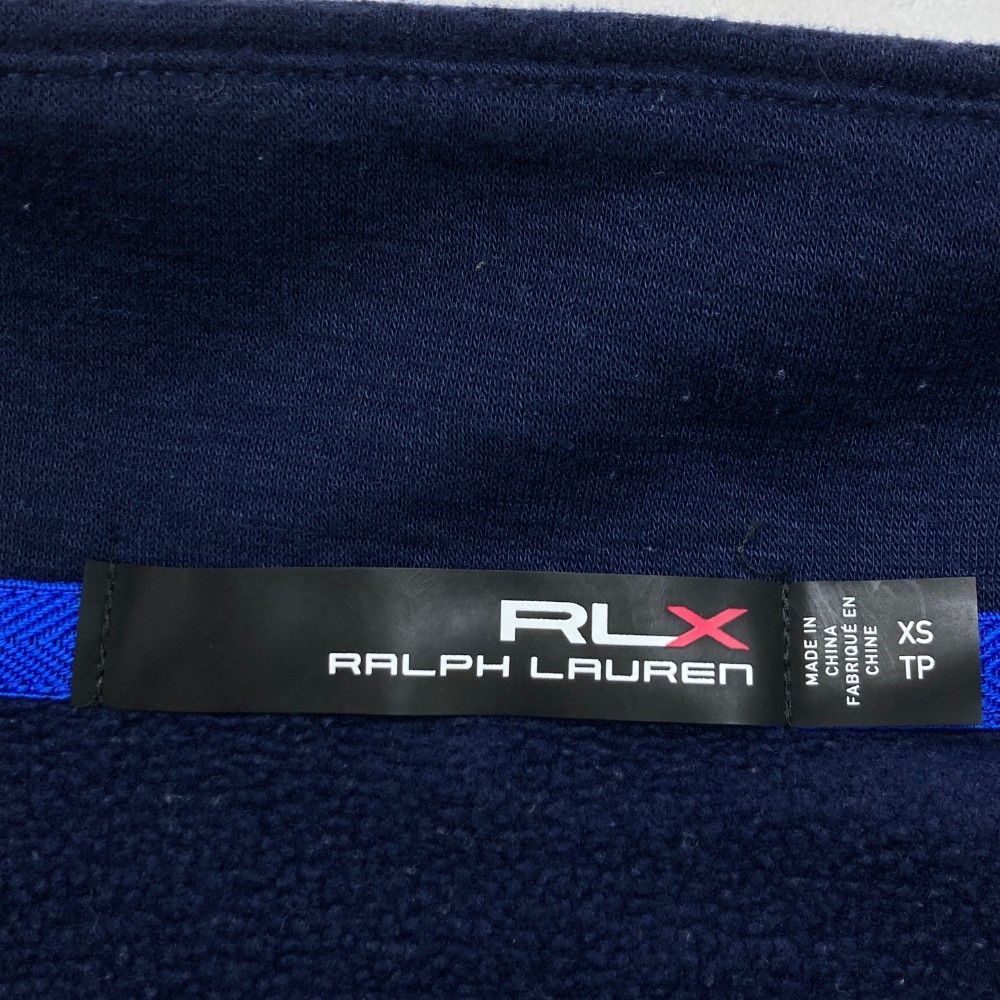 RLX
RALPH LAUREN
MADE IN
CHINA
FABRIQUÉ EN
CHINE
XS
TP